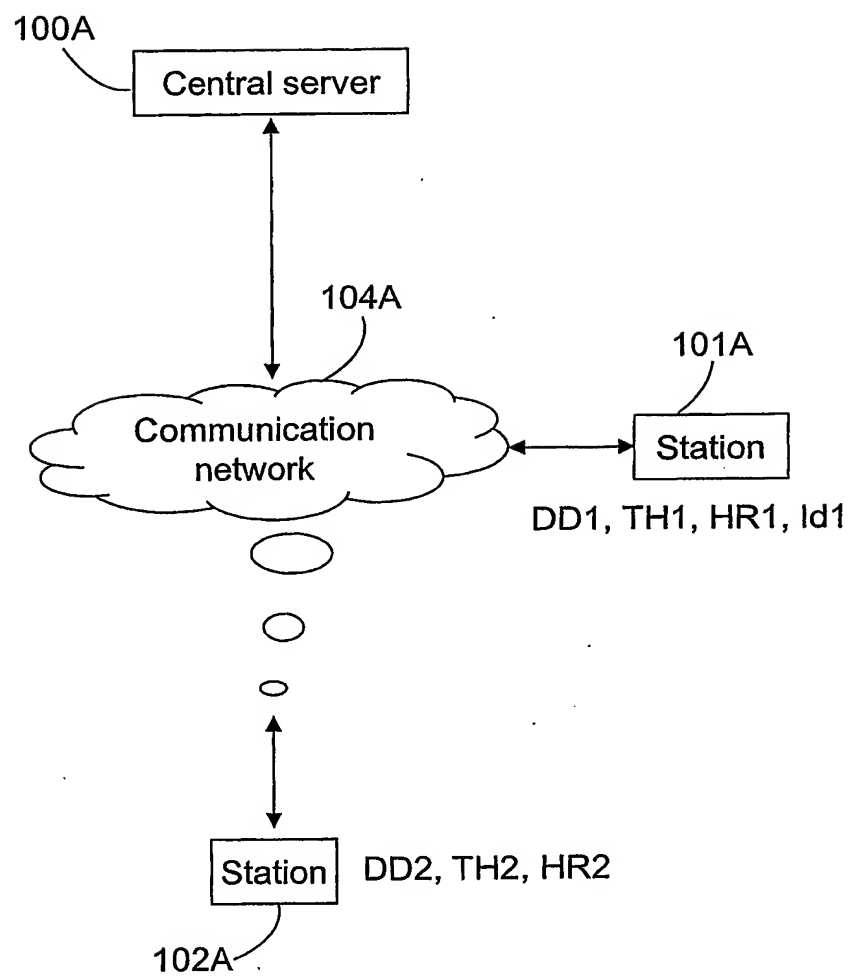 100A
Central server
104A
101A
Communication
network
Station
DD1, TH1, HR1, Id1
Station
DD2, TH2, HR2
102A